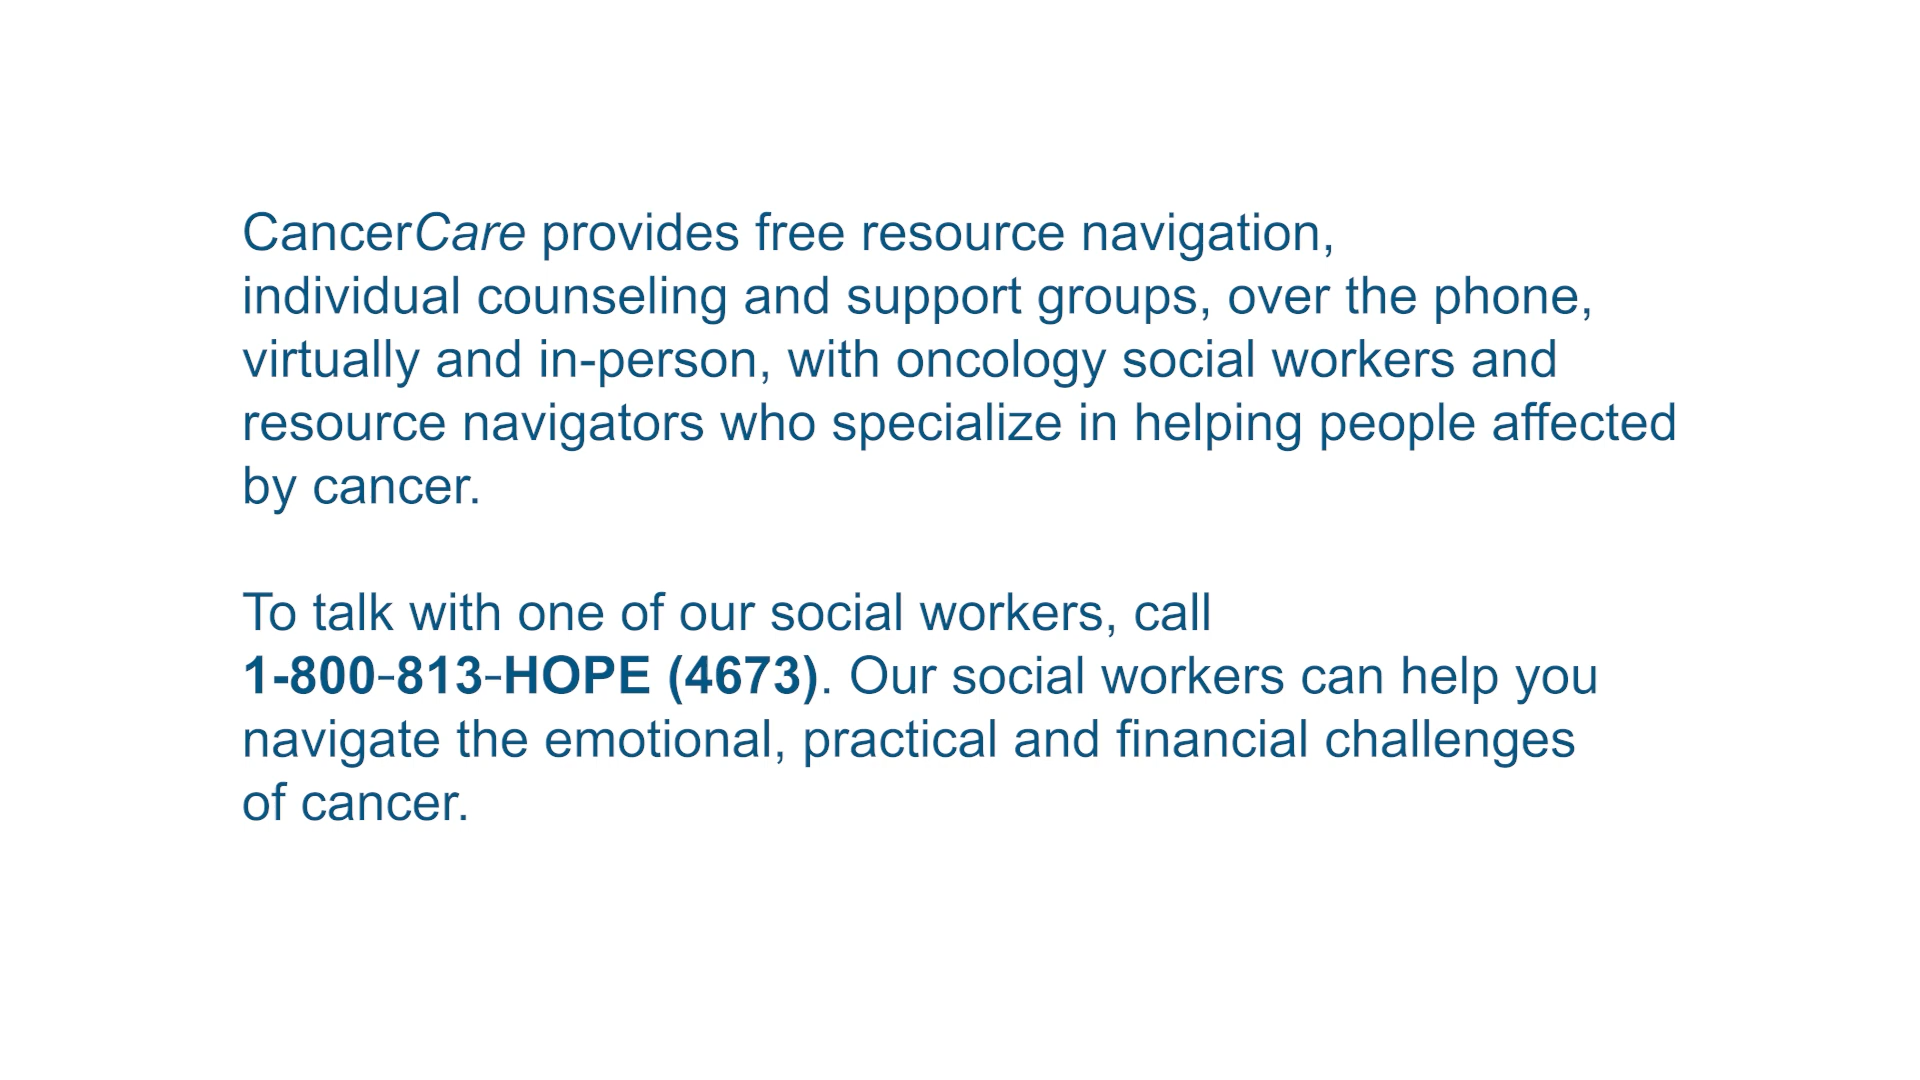 CancerCare provides free resource navigation,
individual counseling and support groups, over the phone,
virtually and in-person, with oncology social workers and
resource navigators who specialize in helping people affected
by cancer.
To talk with one of our social workers, call
1-800-813-HOPE (4673). Our social workers can help you
navigate the emotional, practical and financial challenges
of cancer.